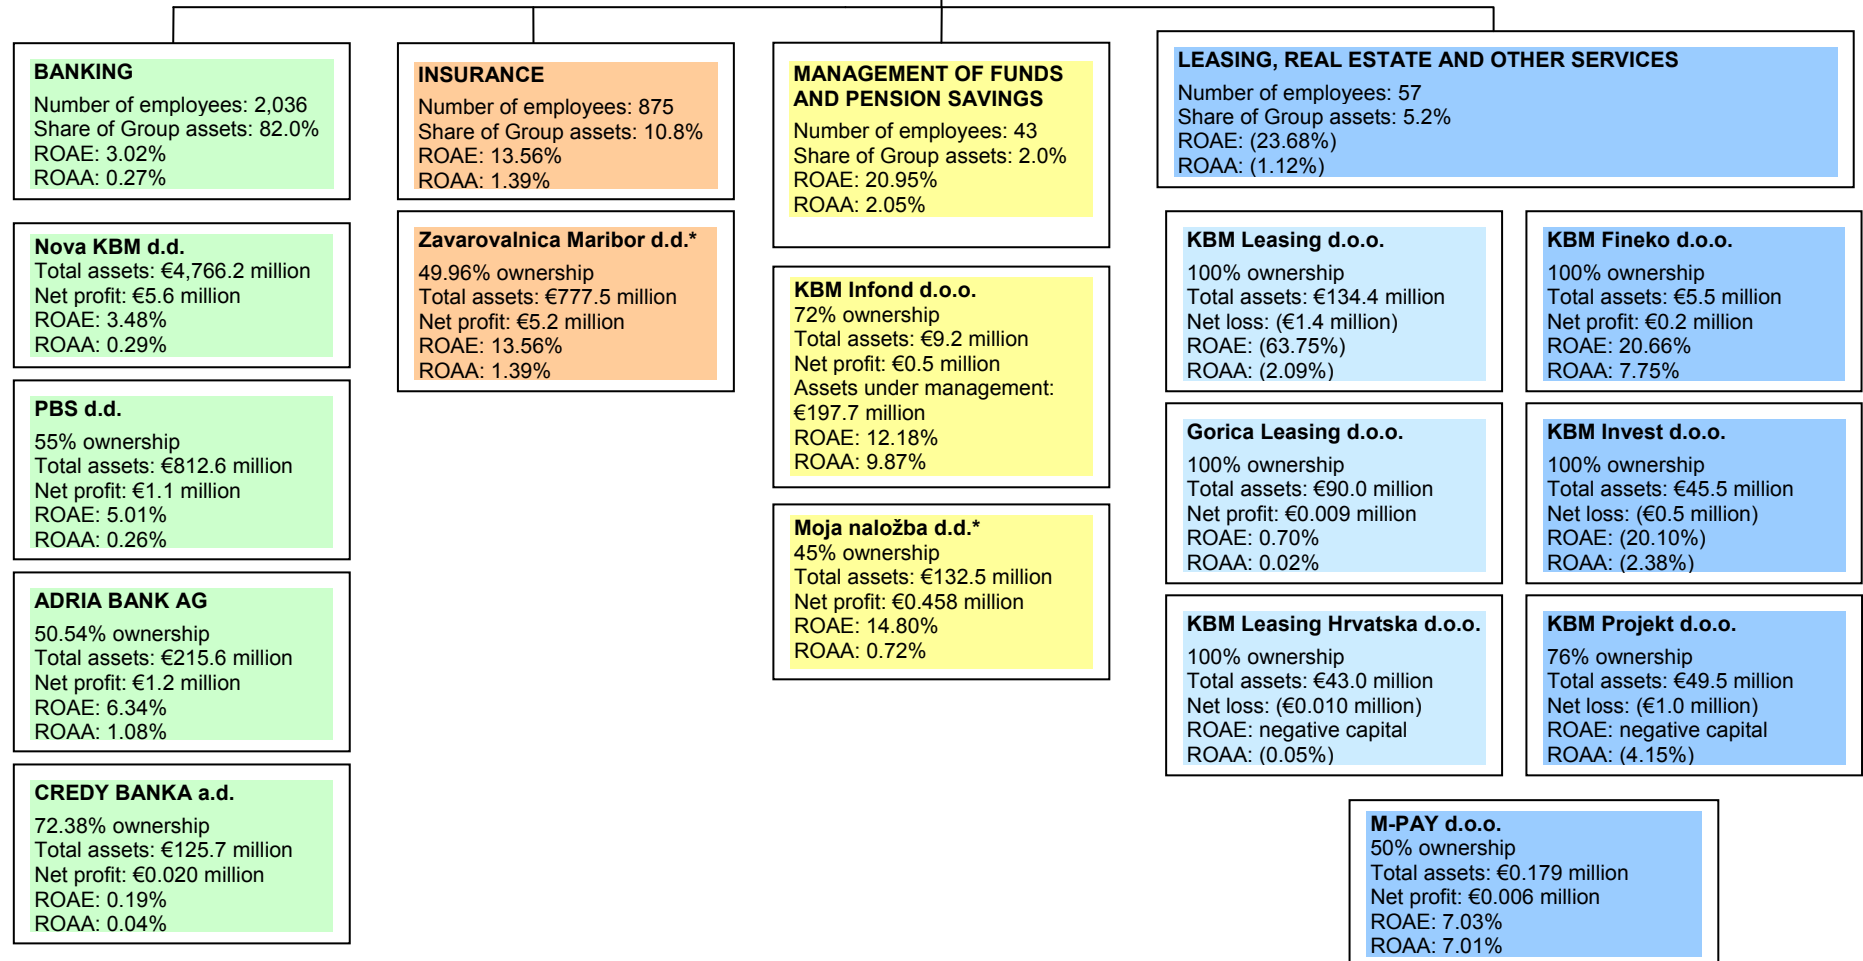 BANKING
Number of employees: 2,036
Share of Group assets: 82.0%
ROAE: 3.02%
ROAA: 0.27%
Nova KBM d.d.
Total assets: €4,766.2 million
Net profit: €5.6 million
ROAE: 3.48%
ROAA: 0.29%
PBS d.d.
55% ownership
Total assets: €812.6 million
Net profit: €1.1 million
ROAE: 5.01%
ROAA: 0.26%
ADRIA BANK AG
50.54% ownership
Total assets: €215.6 million
Net profit: €1.2 million
ROAE: 6.34%
ROAA: 1.08%
CREDY BANKA a.d.
72.38% ownership
Total assets: €125.7 million
Net profit: €0.020 million
ROAE: 0.19%
ROAA: 0.04%
INSURANCE
Number of employees: 875
Share of Group assets: 10.8%
ROAE: 13.56%
ROAA: 1.39%
Zavarovalnica Maribor d.d.*
49.96% ownership
Total assets: €777.5 million
Net profit: €5.2 million
ROAE: 13.56%
ROAA: 1.39%
MANAGEMENT OF FUNDS
AND PENSION SAVINGS
Number of employees: 43
Share of Group assets: 2.0%
ROAE: 20.95%
ROAA: 2.05%
KBM Infond d.o.o.
72% ownership
Total assets: €9.2 million
Net profit: €0.5 million
Assets under management:
€197.7 million
ROAE: 12.18%
ROAA: 9.87%
Moja naložba d.d.*
45% ownership
Total assets: €132.5 million
Net profit: €0.458 million
ROAE: 14.80%
ROAA: 0.72%
LEASING, REAL ESTATE AND OTHER SERVICES
Number of employees: 57
Share of Group assets: 5.2%
ROAE: (23.68%)
ROAA: (1.12%)
KBM Leasing d.o.o.
100% ownership
Total assets: €134.4 million
Net loss: (€1.4 million)
ROAE: (63.75%)
ROAA: (2.09%)
Gorica Leasing d.o.o.
100% ownership
Total assets: €90.0 million
Net profit: €0.009 million
ROAE: 0.70%
ROAA: 0.02%
KBM Leasing Hrvatska d.o.o.
100% ownership
Total assets: €43.0 million
Net loss: (€0.010 million)
ROAE: negative capital
ROAA: (0.05%)
KBM Fineko d.o.o.
100% ownership
Total assets: €5.5 million
Net profit: €0.2 million
ROAE: 20.66%
ROAA: 7.75%
KBM Invest d.o.o.
100% ownership
Total assets: €45.5 million
Net loss: (€0.5 million)
ROAE: (20.10%)
ROAA: (2.38%)
KBM Projekt d.o.o.
76% ownership
Total assets: €49.5 million
Net loss: (€1.0 million)
ROAE: negative capital
ROAA: (4.15%)
M-PAY d.o.o.
50% ownership
Total assets: €0.179 million
Net profit: €0.006 million
ROAE: 7.03%
ROAA: 7.01%